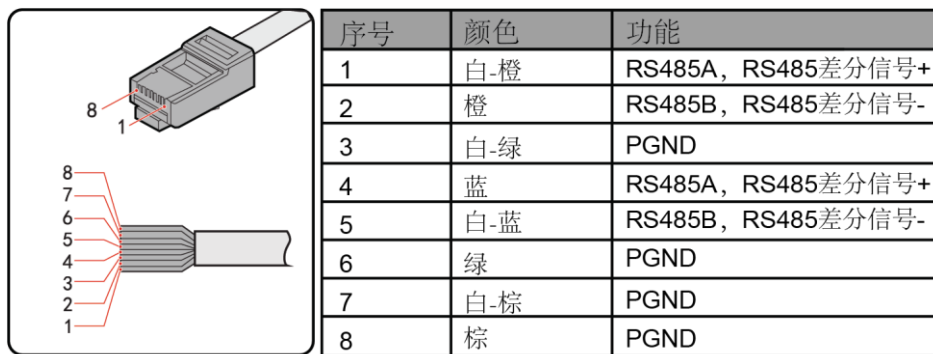 8
1
8
7
6
5
4
3
2
1
序号 颜色 功能
1 白-橙 RS485A，RS485差分信号+
2 橙 RS485B，RS485差分信号-
3 白-绿 PGND
4 蓝 RS485A，RS485差分信号+
5 白-蓝 RS485B，RS485差分信号-
6 绿 PGND
7 白-棕 PGND
8 棕 PGND